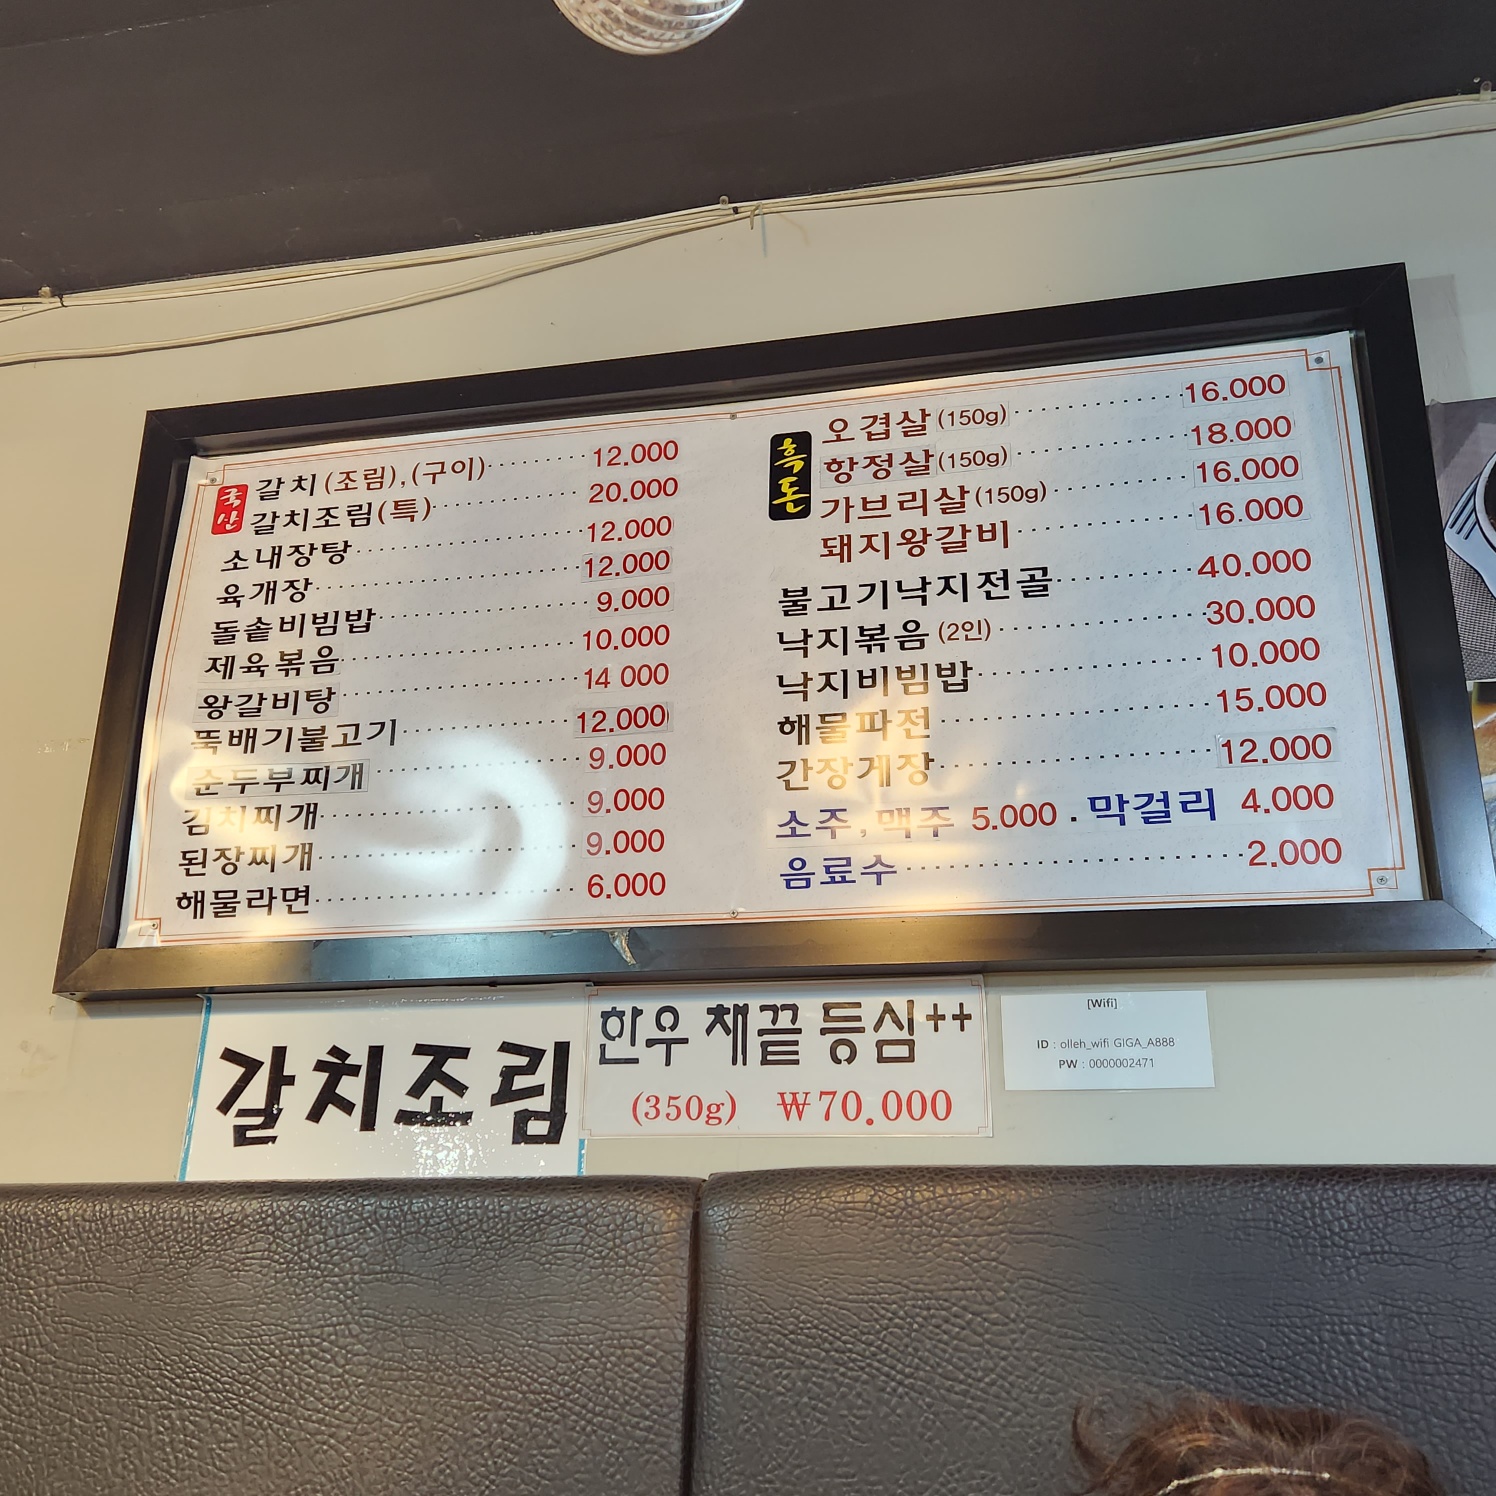 국산
갈치(조림),(구이) 12.000
갈치조림(특) 20.000
소내장탕 12.000
육개장 12.000
돌솥비빔밥 9.000
제육볶음 10.000
왕갈비탕 14 000
뚝배기불고기 12.000
순두부찌개 9.000
김치찌개 9.000
된장찌개 9.000
해물라면 6.000
흑돈
오겹살(150g) 16.000
항정살(150g) 18.000
가브리살(150g) 16.000
돼지왕갈비 16.000
불고기낙지전골 40.000
낙지볶음(2인) 30.000
낙지비빔밥 10.000
해물파전 15.000
간장게장 12.000
소주,맥주 5.000 . 막걸리 4.000
음료수 2.000
갈치조림
한우 채끝 등심++
(350g) ₩70.000
[Wifi]
ID : olleh_wifi GIGA_A888
PW : 0000002471